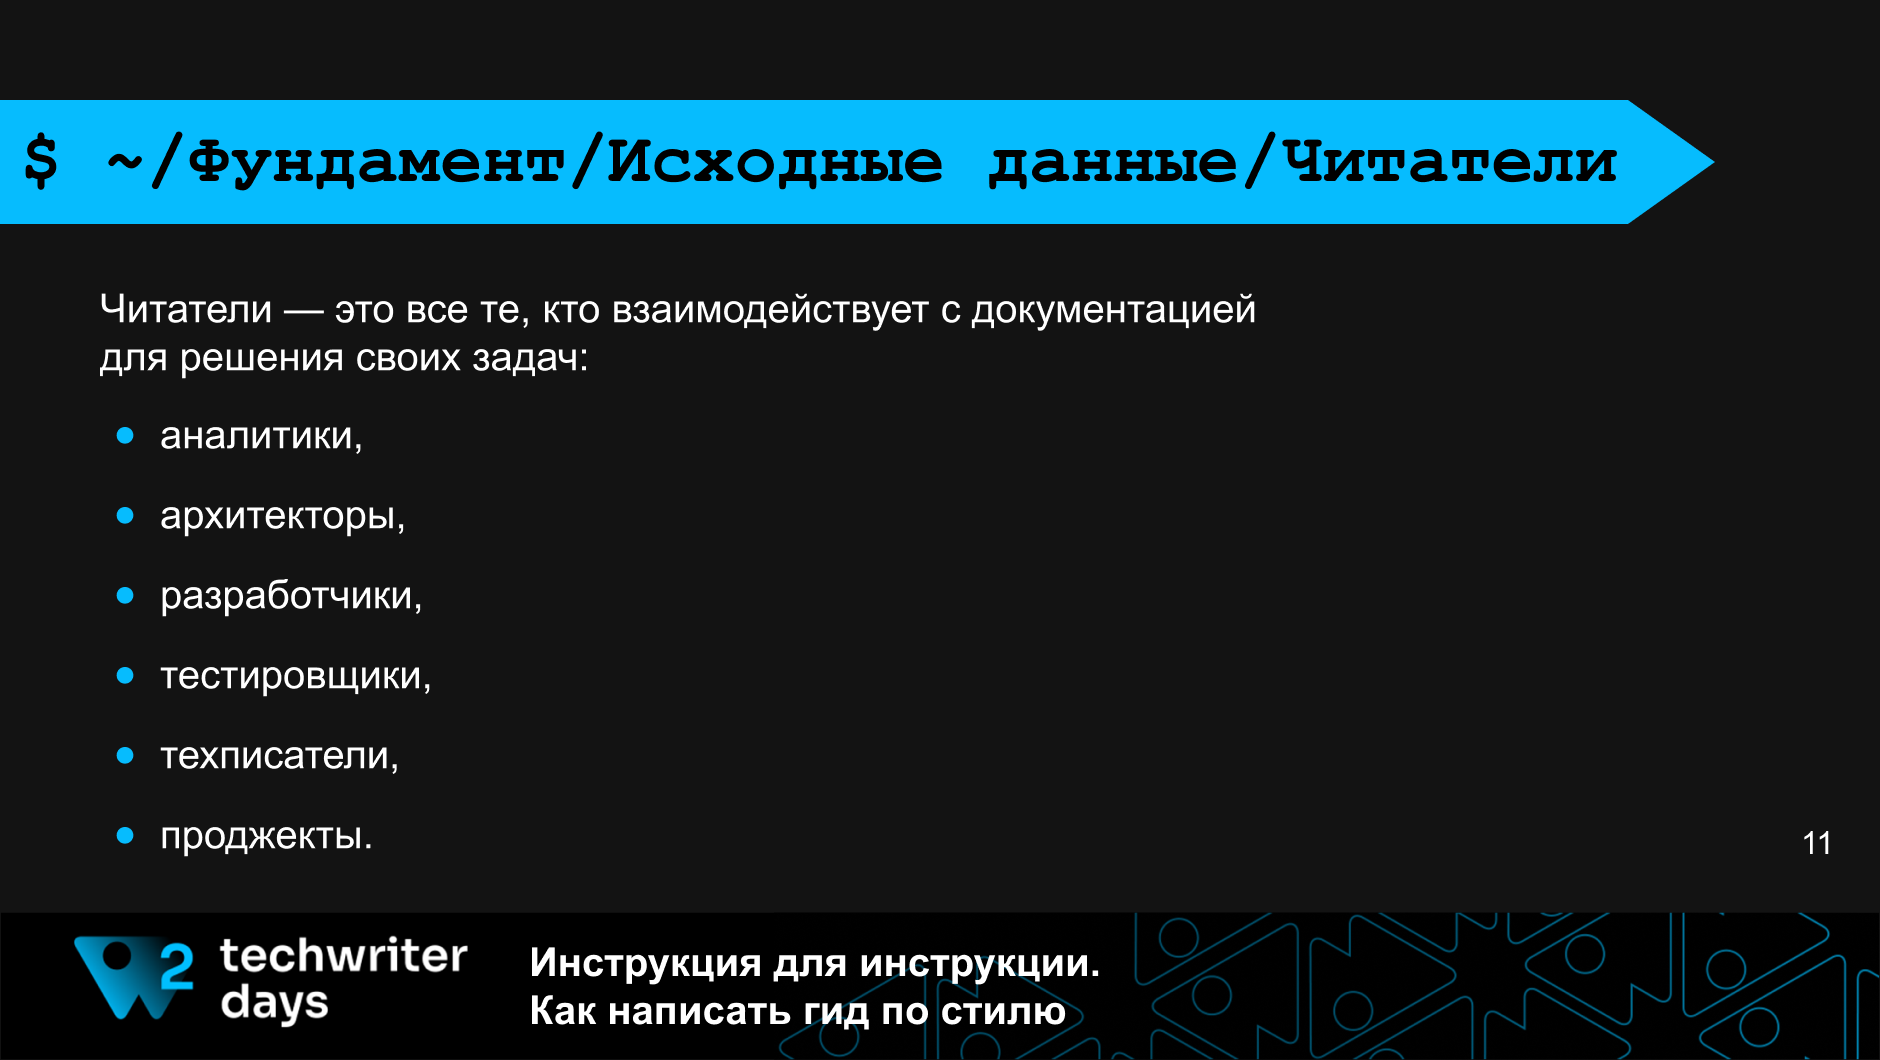 $ ~/Фундамент/Исходные данные/Читатели
Читатели — это все те, кто взаимодействует с документацией
для решения своих задач:
● аналитики,
● архитекторы,
● разработчики,
● тестировщики,
● техписатели,
● проджекты.
11
2 techwriter
days
Инструкция для инструкции.
Как написать гид по стилю